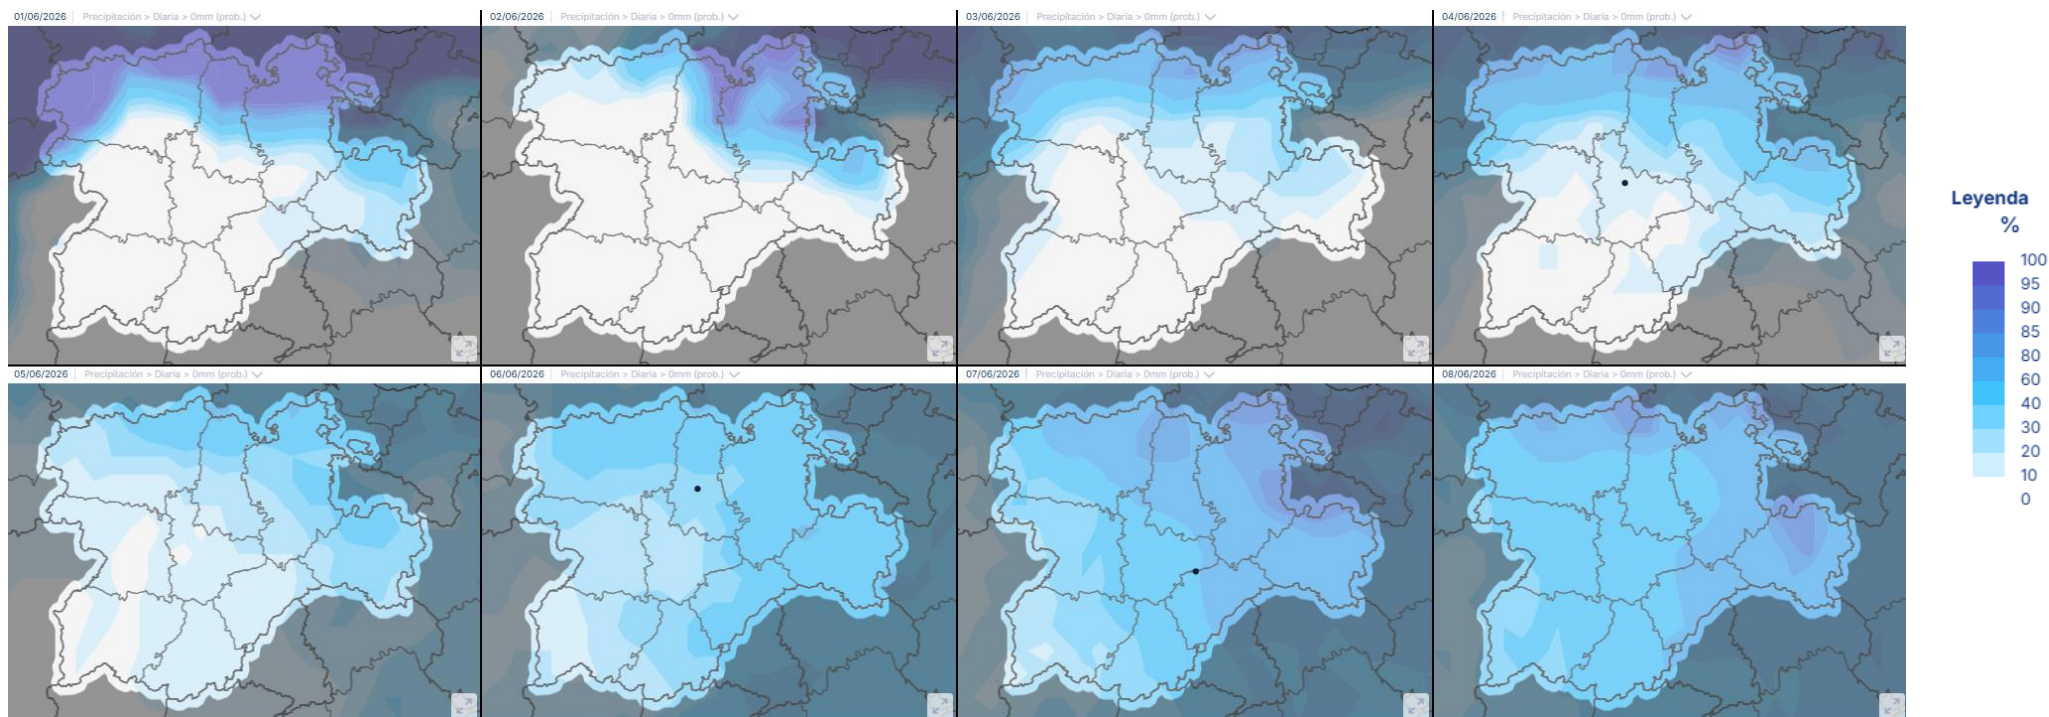 01/06/2026 Precipitación > Diaria > 0mm (prob.)
02/06/2026 Precipitación > Diaria > 0mm (prob.)
03/06/2026 Precipitación > Diaria > 0mm (prob.)
04/06/2026 Precipitación > Diaria > 0mm (prob.)
05/06/2026 Precipitación > Diaria > 0mm (prob.)
06/06/2026 Precipitación > Diaria > 0mm (prob.)
07/06/2026 Precipitación > Diaria > 0mm (prob.)
08/06/2026 Precipitación > Diaria > 0mm (prob.)
Leyenda
%
100
95
90
85
80
60
40
30
20
10
0